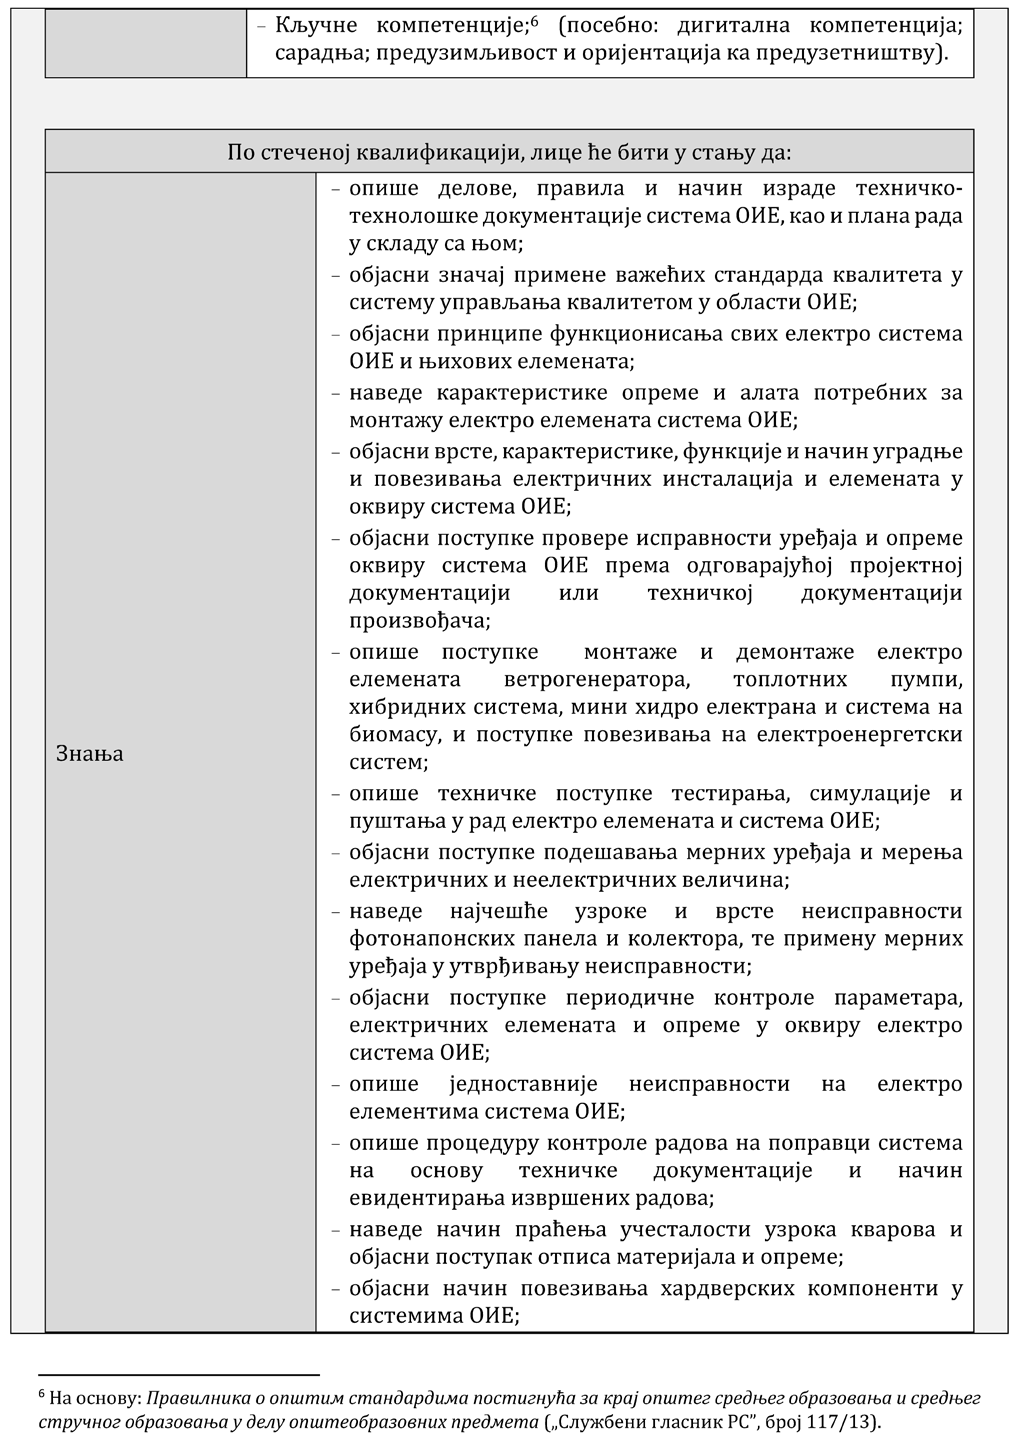 – Кључне компетенције;⁶ (посебно: дигитална компетенција;
сарадња; предузимљивост и оријентација ка предузетништву).
По стеченој квалификацији, лице ће бити у стању да:
Знања
– опише делове, правила и начин израде техничко-
технолошке документације система ОИЕ, као и плана рада
у складу са њом;
– објасни значај примене важећих стандарда квалитета у
систему управљања квалитетом у области ОИЕ;
– објасни принципе функционисања свих електро система
ОИЕ и њихових елемената;
– наведе карактеристике опреме и алата потребних за
монтажу електро елемената система ОИЕ;
– објасни врсте, карактеристике, функције и начин уградње
и повезивања електричних инсталација и елемената у
оквиру система ОИЕ;
– објасни поступке провере исправности уређаја и опреме
оквиру система ОИЕ према одговарајућој пројектној
документацији или техничкој документацији
произвођача;
– опише поступке монтаже и демонтаже електро
елемената ветрогенератора, топлотних пумпи,
хибридних система, мини хидро електрана и система на
биомасу, и поступке повезивања на електроенергетски
систем;
– опише техничке поступке тестирања, симулације и
пуштања у рад електро елемената и система ОИЕ;
– објасни поступке подешавања мерних уређаја и мерења
електричних и неелектричних величина;
– наведе најчешће узроке и врсте неисправности
фотонапонских панела и колектора, те примену мерних
уређаја у утврђивању неисправности;
– објасни поступке периодичне контроле параметара,
електричних елемената и опреме у оквиру електро
система ОИЕ;
– опише једноставније неисправности на електро
елементима система ОИЕ;
– опише процедуру контроле радова на поправци система
на основу техничке документације и начин
евидентирања извршених радова;
– наведе начин праћења учесталости узрока кварова и
објасни поступак отписа материјала и опреме;
– објасни начин повезивања хардверских компоненти у
системима ОИЕ;
⁶ На основу: Правилника о општим стандардима постигнућа за крај општег средњег образовања и средњег
стручног образовања у делу општеобразовних предмета („Службени гласник РС”, број 117/13).